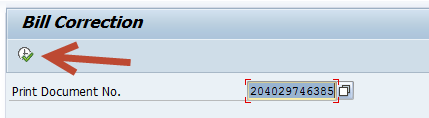 Bill Correction
Print Document No. 204029746385